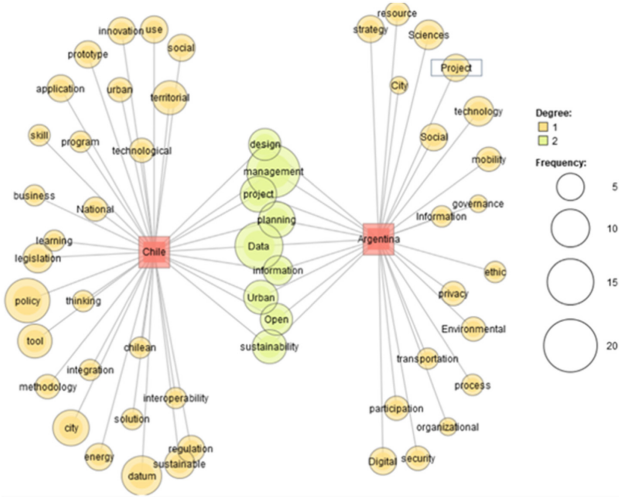 innovation
use
prototype
social
application
urban
territorial
skill
program
technological
business
National
learning
legislation
Chile
policy
thinking
tool
chilean
integration
methodology
interoperability
city
solution
energy
regulation
sustainable
datum
design
management
project
planning
Data
information
Urban
Open
sustainability
resource
strategy
Sciences
Project
City
technology
Social
mobility
governance
Information
Argentina
ethic
privacy
Environmental
transportation
process
participation
organizational
Digital
security
Degree:
1
2
Frequency:
5
10
15
20